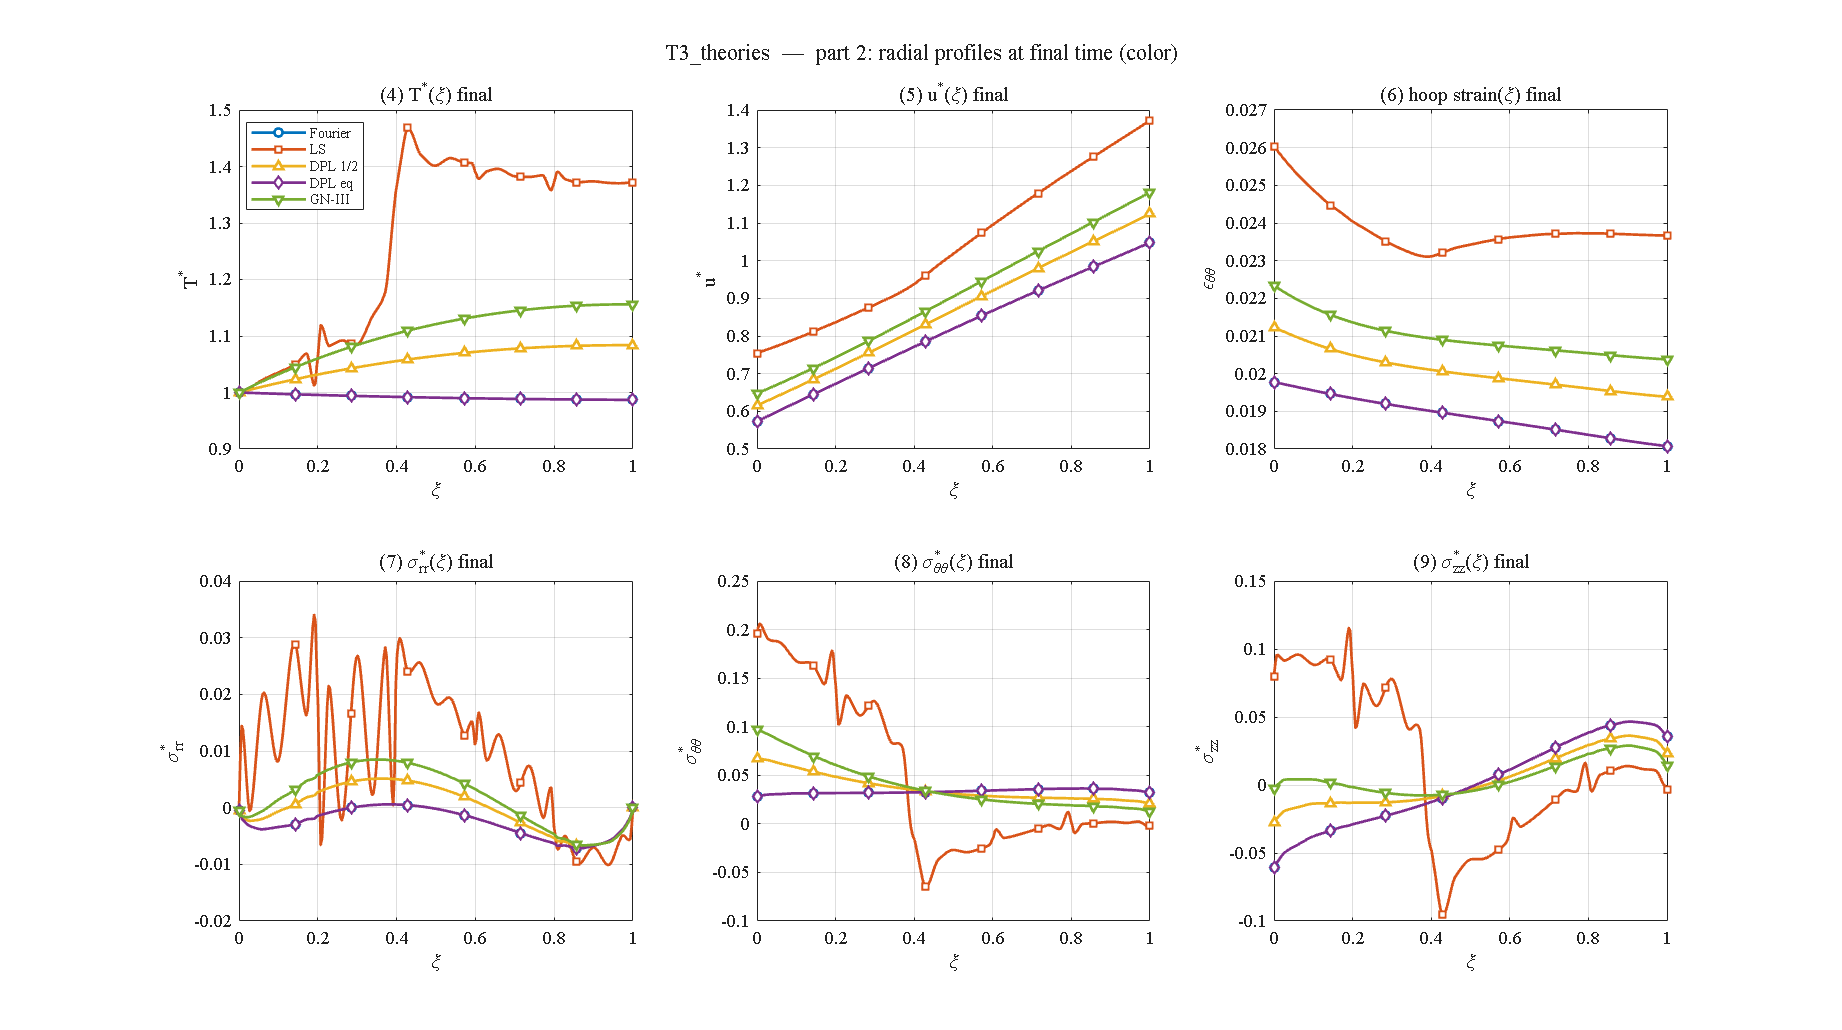 T3_theories — part 2: radial profiles at final time (color)
(4) T*(ξ) final
1.5
1.4
1.3
1.2
1.1
1
0.9
T*
Fourier
LS
DPL 1/2
DPL eq
GN-III
0 0.2 0.4 0.6 0.8 1
ξ
(5) u*(ξ) final
1.4
1.3
1.2
1.1
1
0.9
0.8
0.7
0.6
0.5
u*
0 0.2 0.4 0.6 0.8 1
ξ
(6) hoop strain(ξ) final
0.027
0.026
0.025
0.024
0.023
0.022
0.021
0.02
0.019
0.018
ϵθθ
0 0.2 0.4 0.6 0.8 1
ξ
(7) σ*rr(ξ) final
0.04
0.03
0.02
0.01
0
-0.01
-0.02
σ*rr
0 0.2 0.4 0.6 0.8 1
ξ
(8) σ*θθ(ξ) final
0.25
0.2
0.15
0.1
0.05
0
-0.05
-0.1
σ*θθ
0 0.2 0.4 0.6 0.8 1
ξ
(9) σ*zz(ξ) final
0.15
0.1
0.05
0
-0.05
-0.1
σ*zz
0 0.2 0.4 0.6 0.8 1
ξ